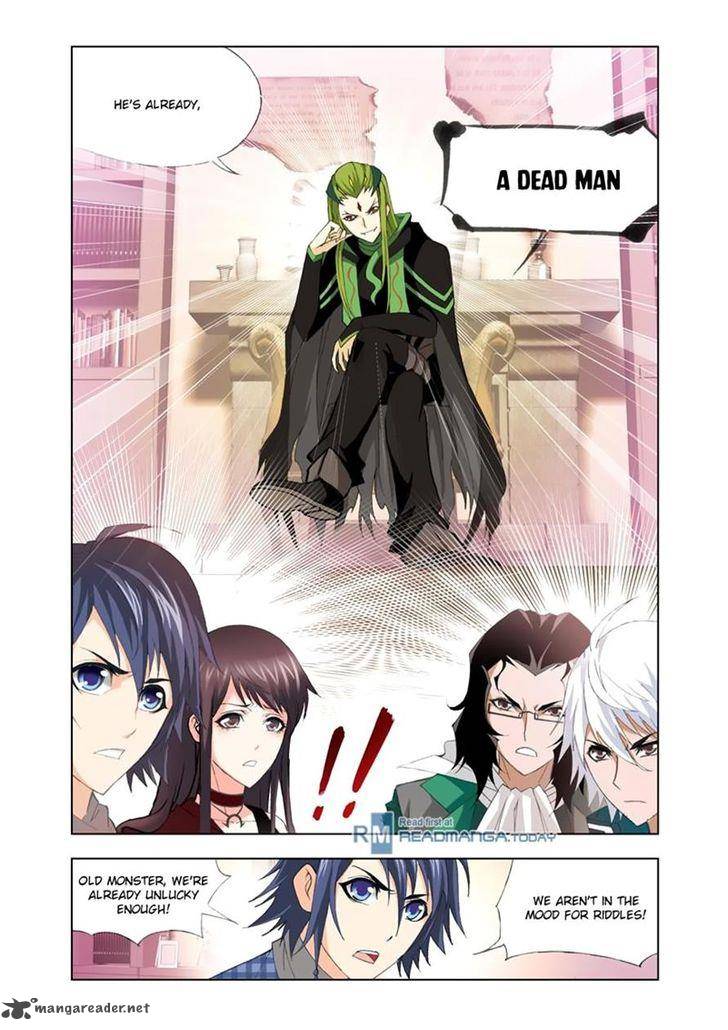 HE'S ALREADY,
A DEAD MAN
!!
Read first at
RM READMANGA.TODAY
OLD MONSTER, WE'RE
ALREADY UNLUCKY
ENOUGH!
WE AREN'T IN THE
MOOD FOR RIDDLES!
mangareader.net